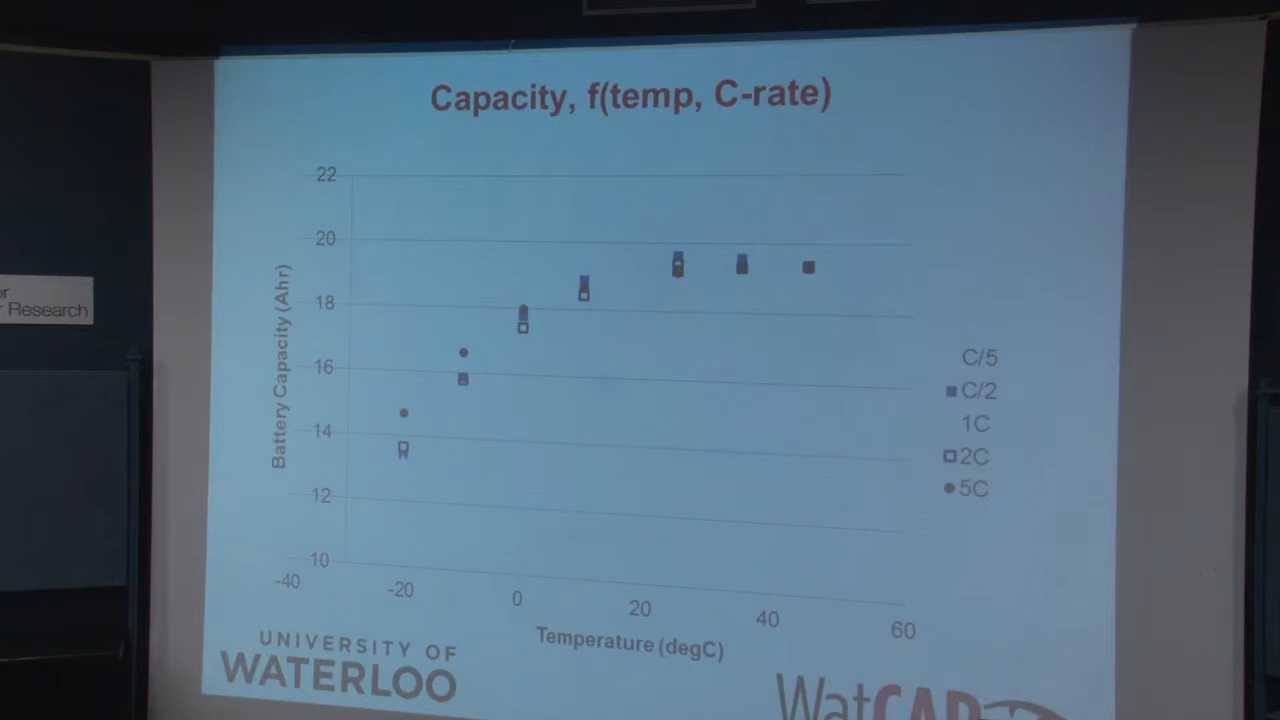 Capacity, f(temp, C-rate)
22
20
18
16
14
12
10
Battery Capacity (Ahr)
-40
-20
0
20
40
60
Temperature (degC)
C/5
C/2
1C
2C
5C
Research
UNIVERSITY OF
WATERLOO
WatCAR